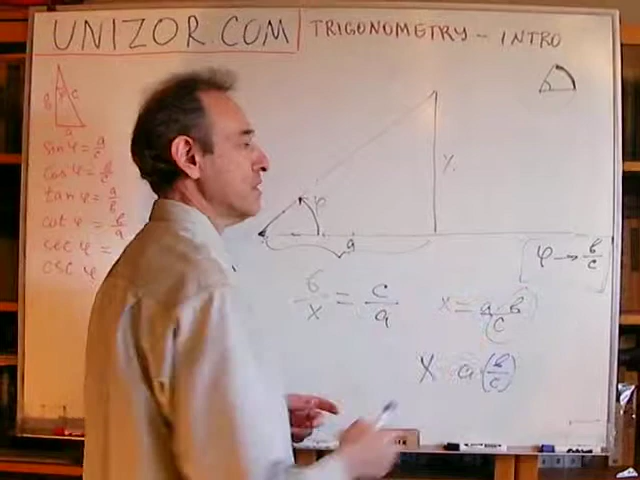 UNIZOR.COM
TRIGONOMETRY - INTRO
b φ c
a
sin φ = a/c
cos φ = b/c
tan φ = a/b
cot φ = b/a
sec φ =
csc φ
φ
x
a
φ → b/c
b/x = c/a
x = a·b/c
x = a·(b/c)